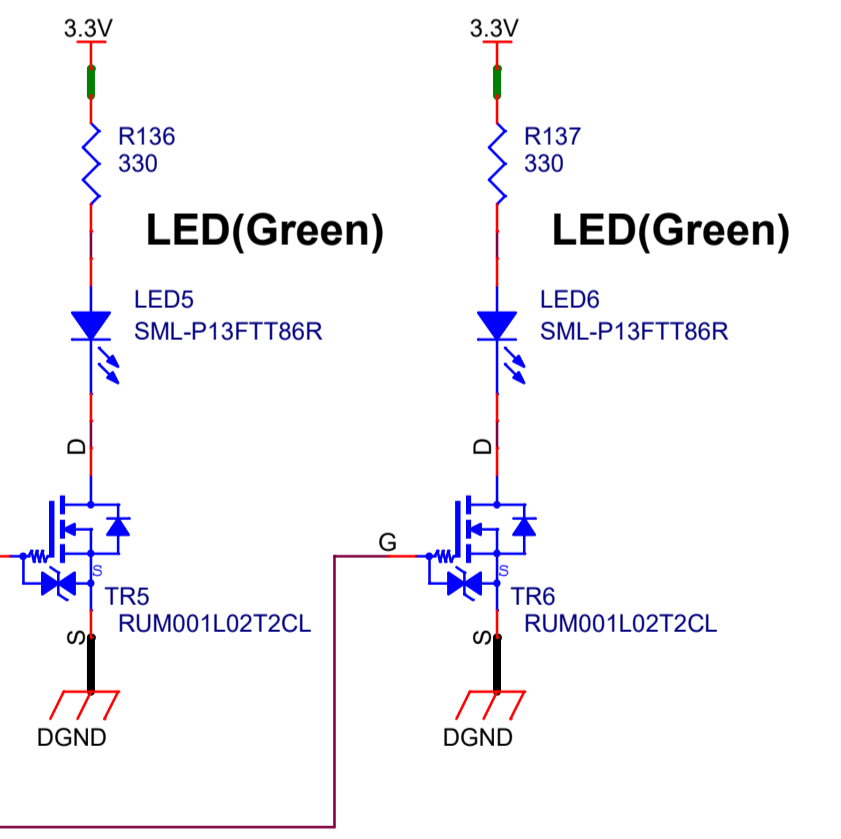 3.3V
3.3V
R136
330
R137
330
LED(Green)
LED(Green)
LED5
SML-P13FTT86R
LED6
SML-P13FTT86R
D
D
G
S
S
TR5
RUM001L02T2CL
TR6
RUM001L02T2CL
S
S
DGND
DGND